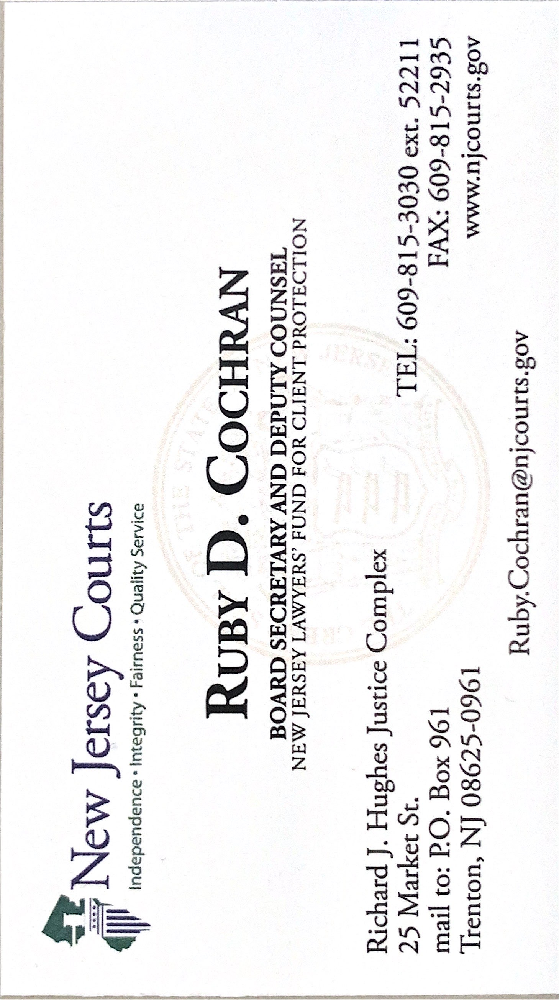 New Jersey Courts
Independence • Integrity • Fairness • Quality Service
RUBY D. COCHRAN
BOARD SECRETARY AND DEPUTY COUNSEL
NEW JERSEY LAWYERS’ FUND FOR CLIENT PROTECTION
Richard J. Hughes Justice Complex
25 Market St.
mail to: P.O. Box 961
Trenton, NJ 08625-0961
TEL: 609-815-3030 ext. 52211
FAX: 609-815-2935
www.njcourts.gov
Ruby.Cochran@njcourts.gov